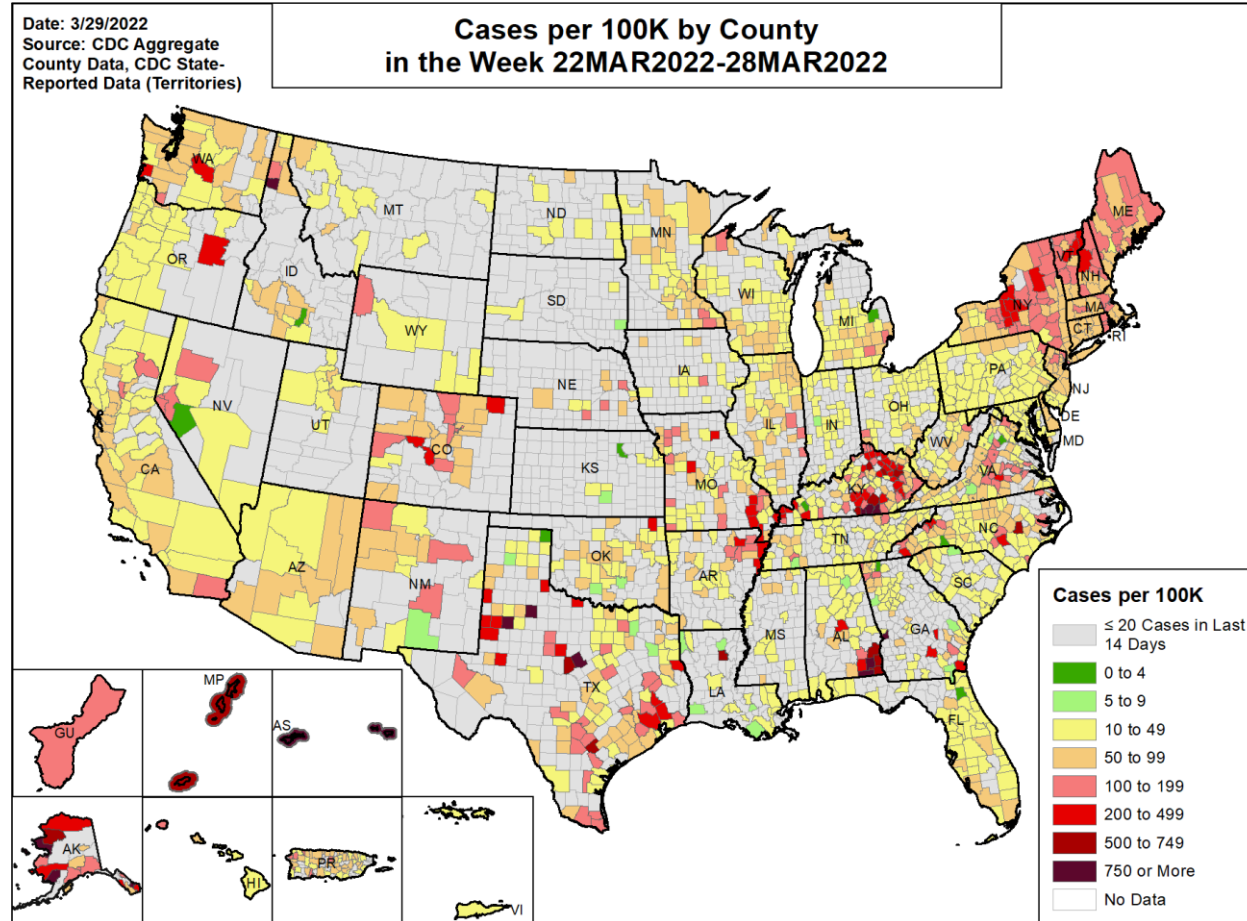 Date: 3/29/2022
Source: CDC Aggregate
County Data, CDC State-
Reported Data (Territories)
Cases per 100K by County
in the Week 22MAR2022-28MAR2022
WA
MT
ND
MN
ME
OR
ID
SD
WI
MI
VT
NH
NY
MA
CT
RI
WY
NE
IA
PA
NJ
NV
UT
CO
KS
MO
IL
IN
OH
WV
DE
MD
VA
CA
KY
AZ
NM
OK
AR
TN
NC
SC
TX
LA
MS
AL
GA
FL
GU
MP
AS
AK
HI
PR
VI
Cases per 100K
≤ 20 Cases in Last
14 Days
0 to 4
5 to 9
10 to 49
50 to 99
100 to 199
200 to 499
500 to 749
750 or More
No Data